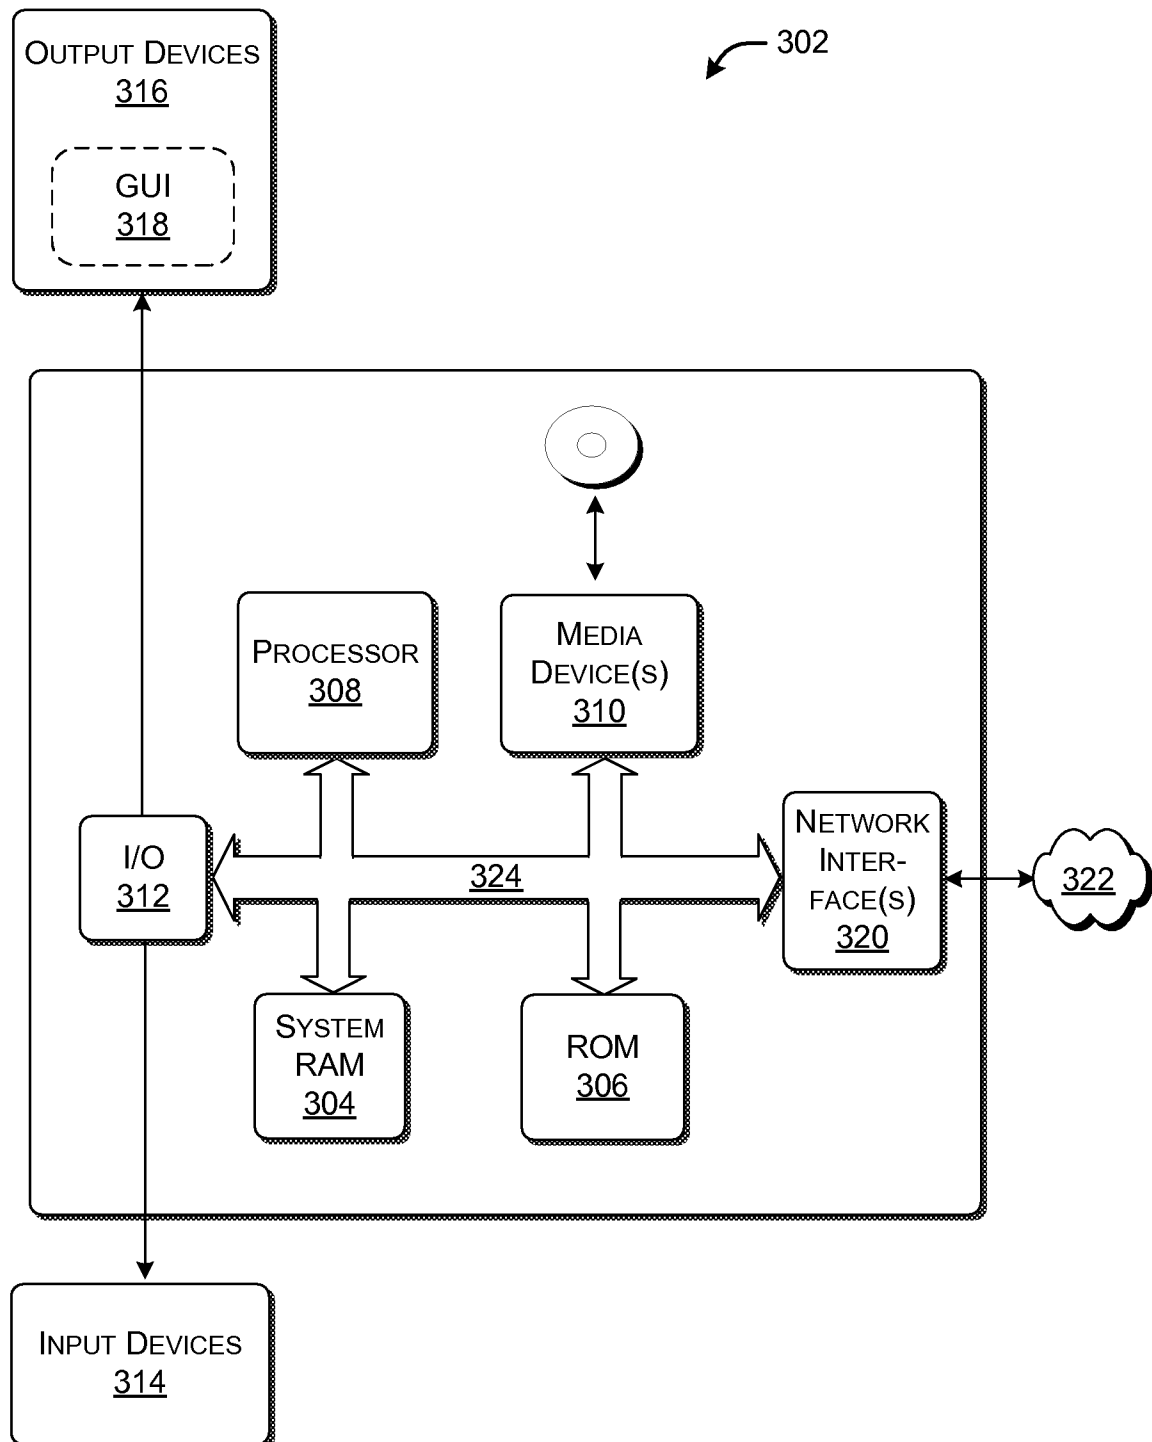 302
OUTPUT DEVICES
316
GUI
318
PROCESSOR
308
MEDIA
DEVICE(S)
310
I/O
312
324
NETWORK
INTER-
FACE(S)
320
322
SYSTEM
RAM
304
ROM
306
INPUT DEVICES
314